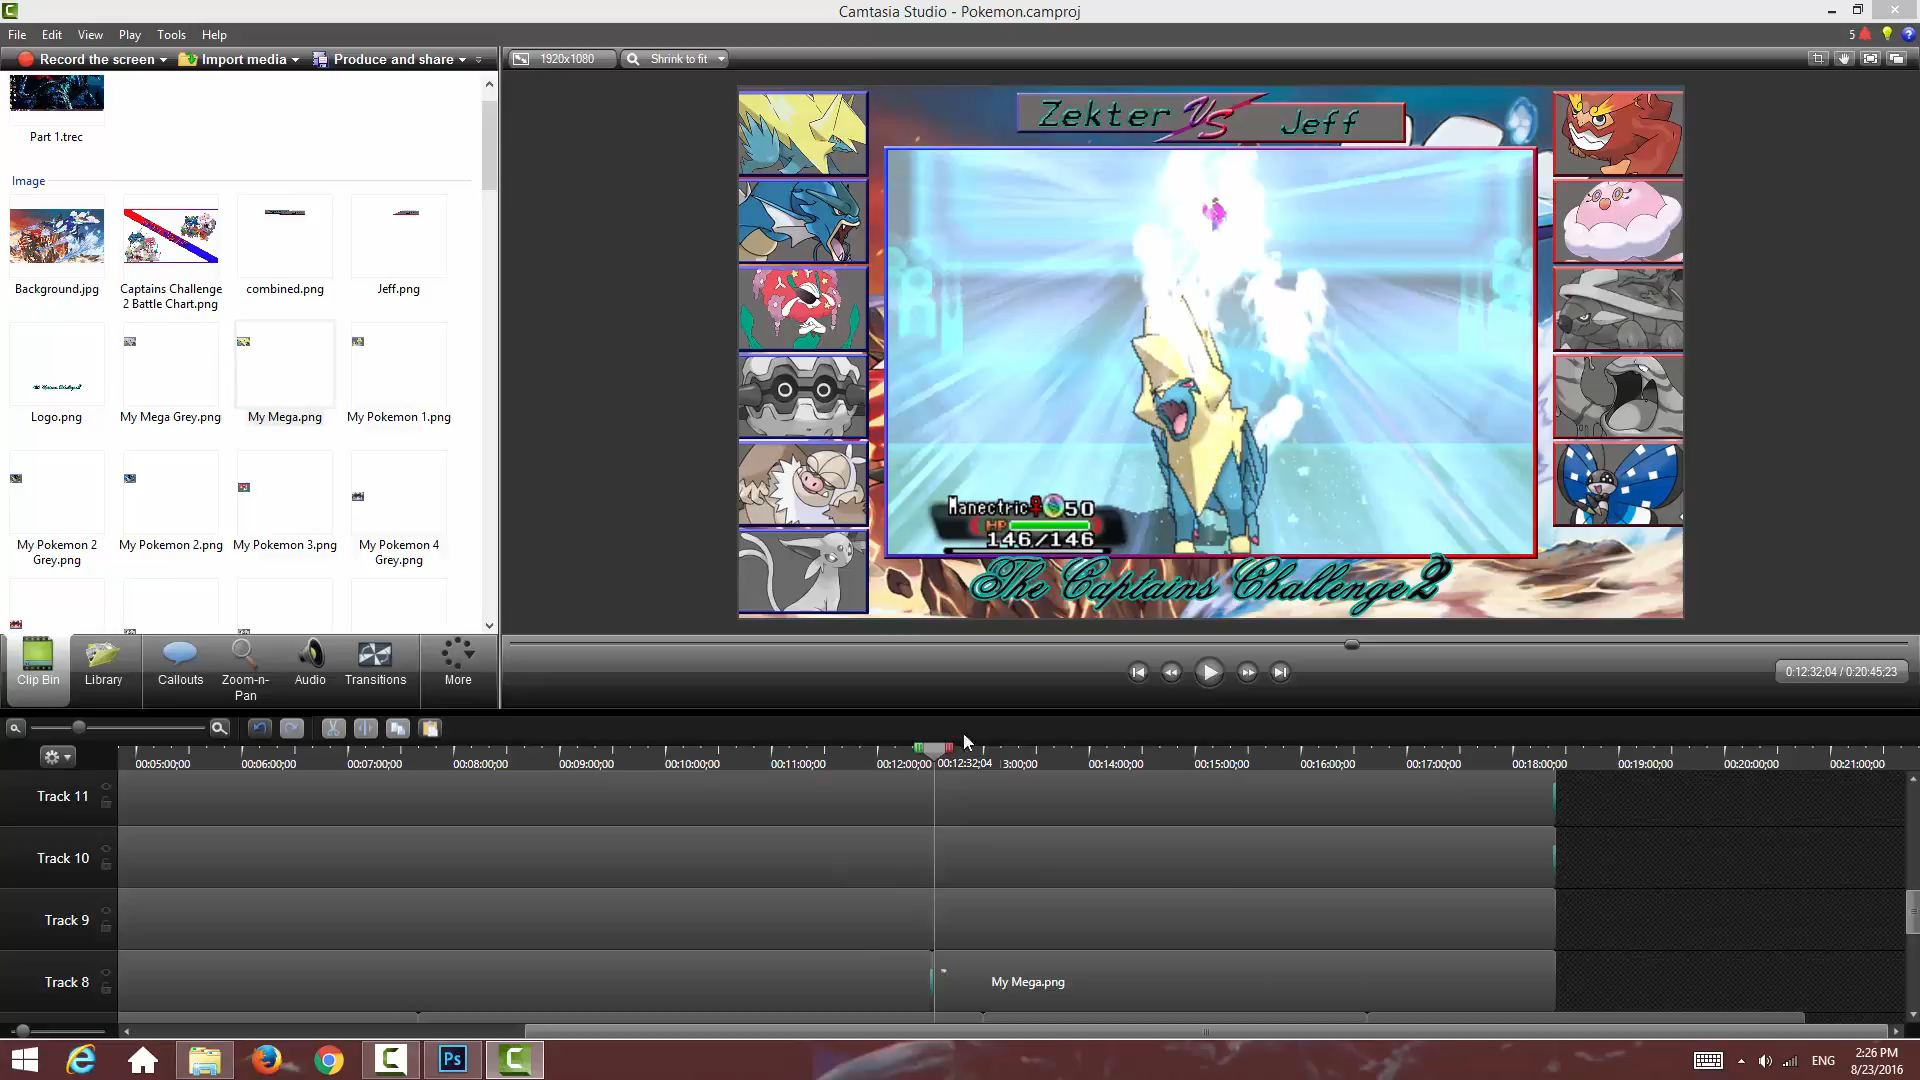 Camtasia Studio - Pokemon.camproj
File Edit View Play Tools Help
5
Record the screen
Import media
Produce and share
1920x1080
Shrink to fit
Part 1.trec
Image
Background.jpg
Captains Challenge
2 Battle Chart.png
combined.png
Jeff.png
Logo.png
My Mega Grey.png
My Mega.png
My Pokemon 1.png
My Pokemon 2
Grey.png
My Pokemon 2.png
My Pokemon 3.png
My Pokemon 4
Grey.png
Zekter VS Jeff
Manectric♀ 50
HP
146/146
The Captains Challenge 2
Clip Bin
Library
Callouts
Zoom-n-
Pan
Audio
Transitions
More
0:12:32;04 / 0:20:45;23
00:05:00;00 00:06:00;00 00:07:00;00 00:08:00;00 00:09:00;00 00:10:00;00 00:11:00;00 00:12:00;00 00:12:32;04 3:00;00 00:14:00;00 00:15:00;00 00:16:00;00 00:17:00;00 00:18:00;00 00:19:00;00 00:20:00;00 00:21:00;00
Track 11
Track 10
Track 9
Track 8
My Mega.png
Ps
ENG
2:26 PM
8/23/2016